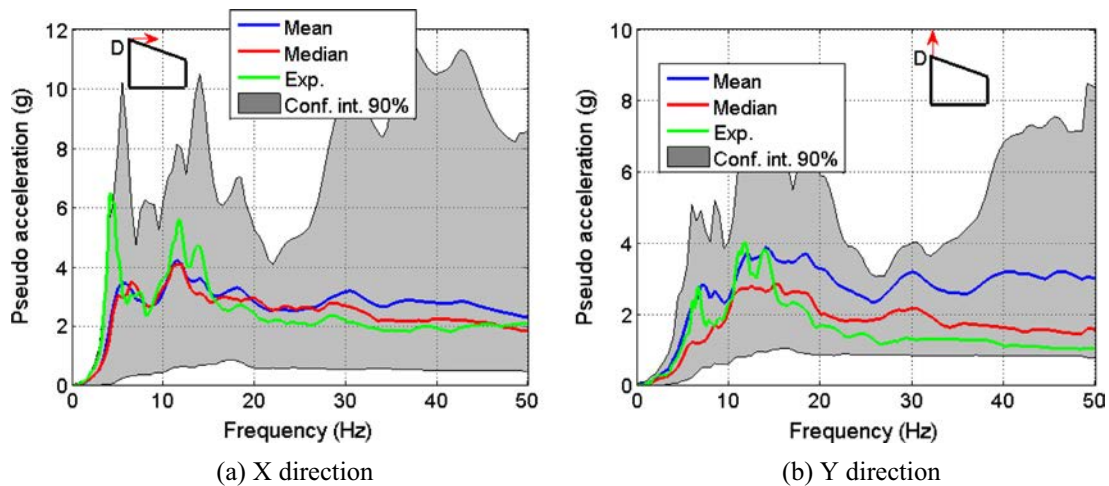 12
10
8
6
4
2
0
Pseudo acceleration (g)
D
Mean
Median
Exp.
Conf. int. 90%
0 10 20 30 40 50
Frequency (Hz)
(a) X direction
10
8
6
4
2
0
Pseudo acceleration (g)
D
Mean
Median
Exp.
Conf. int. 90%
0 10 20 30 40 50
Frequency (Hz)
(b) Y direction